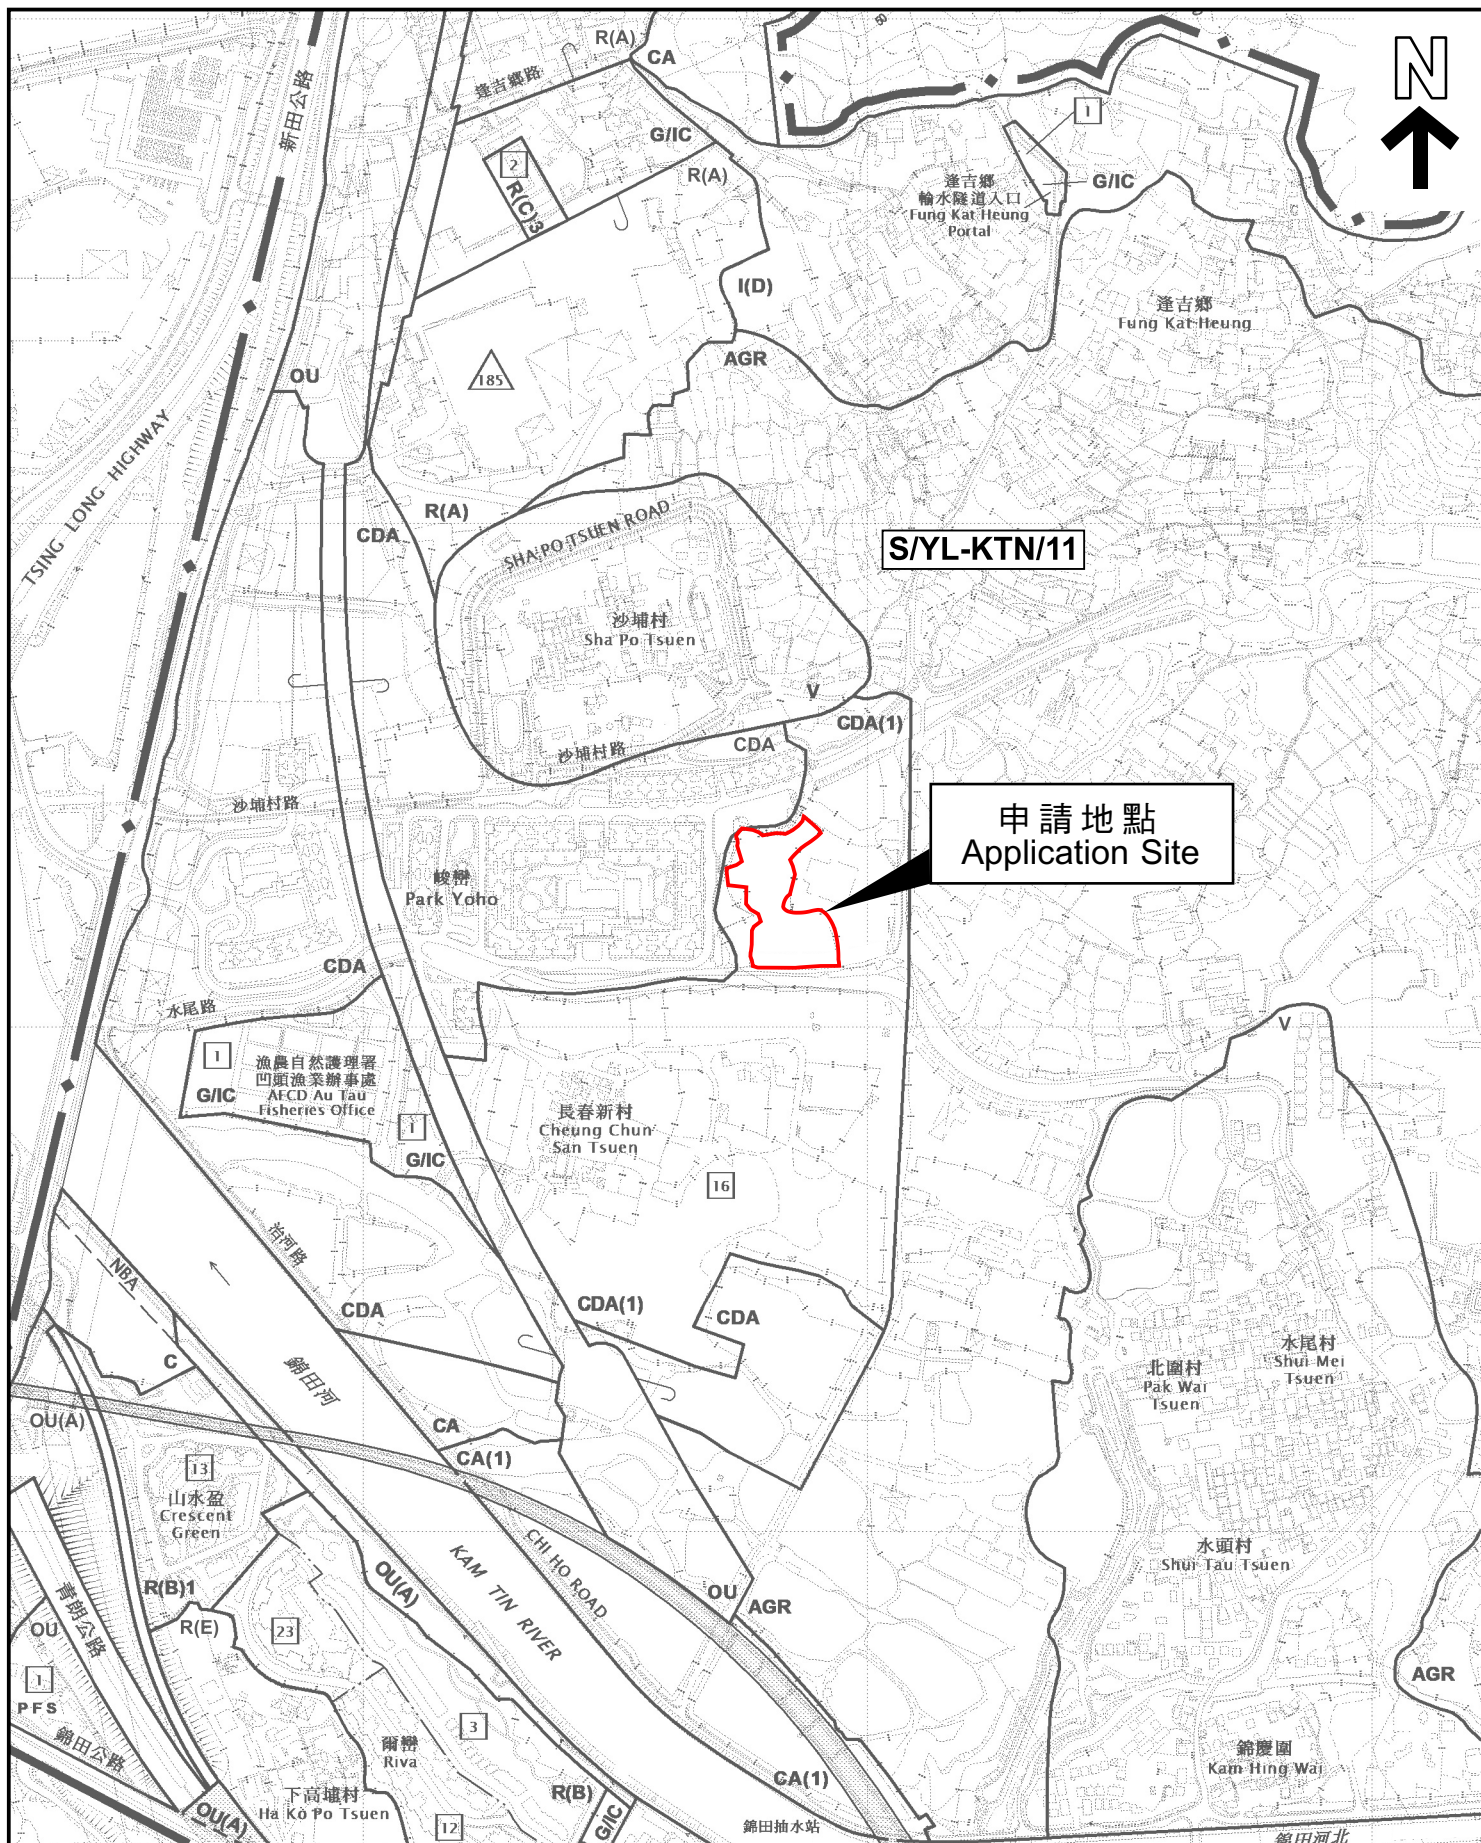 R(A)
CA
50
N
逢吉鄉路
新田公路
G/IC
R(A)
2
R(C)3
1
G/IC
逢吉鄉
輸水隧道入口
Fung Kat Heung
Portal
I(D)
逢吉鄉
Fung Kat Heung
OU
185
AGR
TSING LONG HIGHWAY
CDA
R(A)
SHA PO TSUEN ROAD
S/YL-KTN/11
沙埔村
Sha Po Tsuen
V
CDA(1)
沙埔村路
CDA
沙埔村路
申請地點
Application Site
峻巒
Park Yoho
CDA
水尾路
V
1
G/IC
漁農自然護理署
凹頭漁業辦事處
AFCD Au Tau
Fisheries Office
1
G/IC
長春新村
Cheung Chun
San Tsuen
16
治河路
NBA
CDA
CDA(1)
CDA
C
錦田河
水尾村
Shui Mei
Tsuen
北圍村
Pak Wai
Tsuen
OU(A)
CA
CA(1)
13
山水盈
Crescent
Green
CHI HO ROAD
KAM TIN RIVER
水頭村
Shui Tau Tsuen
OU(A)
R(B)1
R(E)
OU
AGR
青朗公路
OU
23
1
PFS
AGR
錦田公路
3
爾巒
Riva
錦慶圍
Kam Hing Wai
下高埔村
Ha Ko Po Tsuen
R(B)
CA(1)
OU(A)
12
G/IC
錦田抽水站
錦田河北